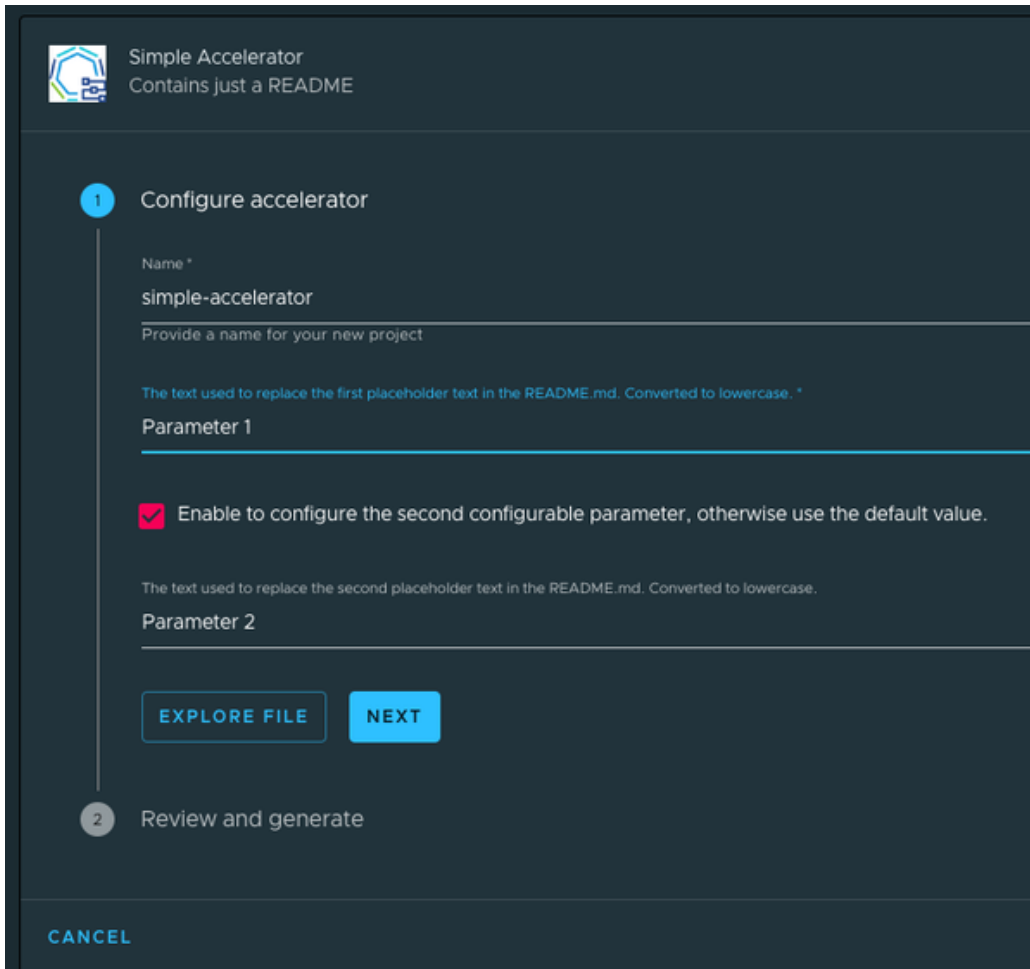 Simple Accelerator
Contains just a README
1
Configure accelerator
Name *
simple-accelerator
Provide a name for your new project
The text used to replace the first placeholder text in the README.md. Converted to lowercase. *
Parameter 1
Enable to configure the second configurable parameter, otherwise use the default value.
The text used to replace the second placeholder text in the README.md. Converted to lowercase.
Parameter 2
EXPLORE FILE
NEXT
2
Review and generate
CANCEL